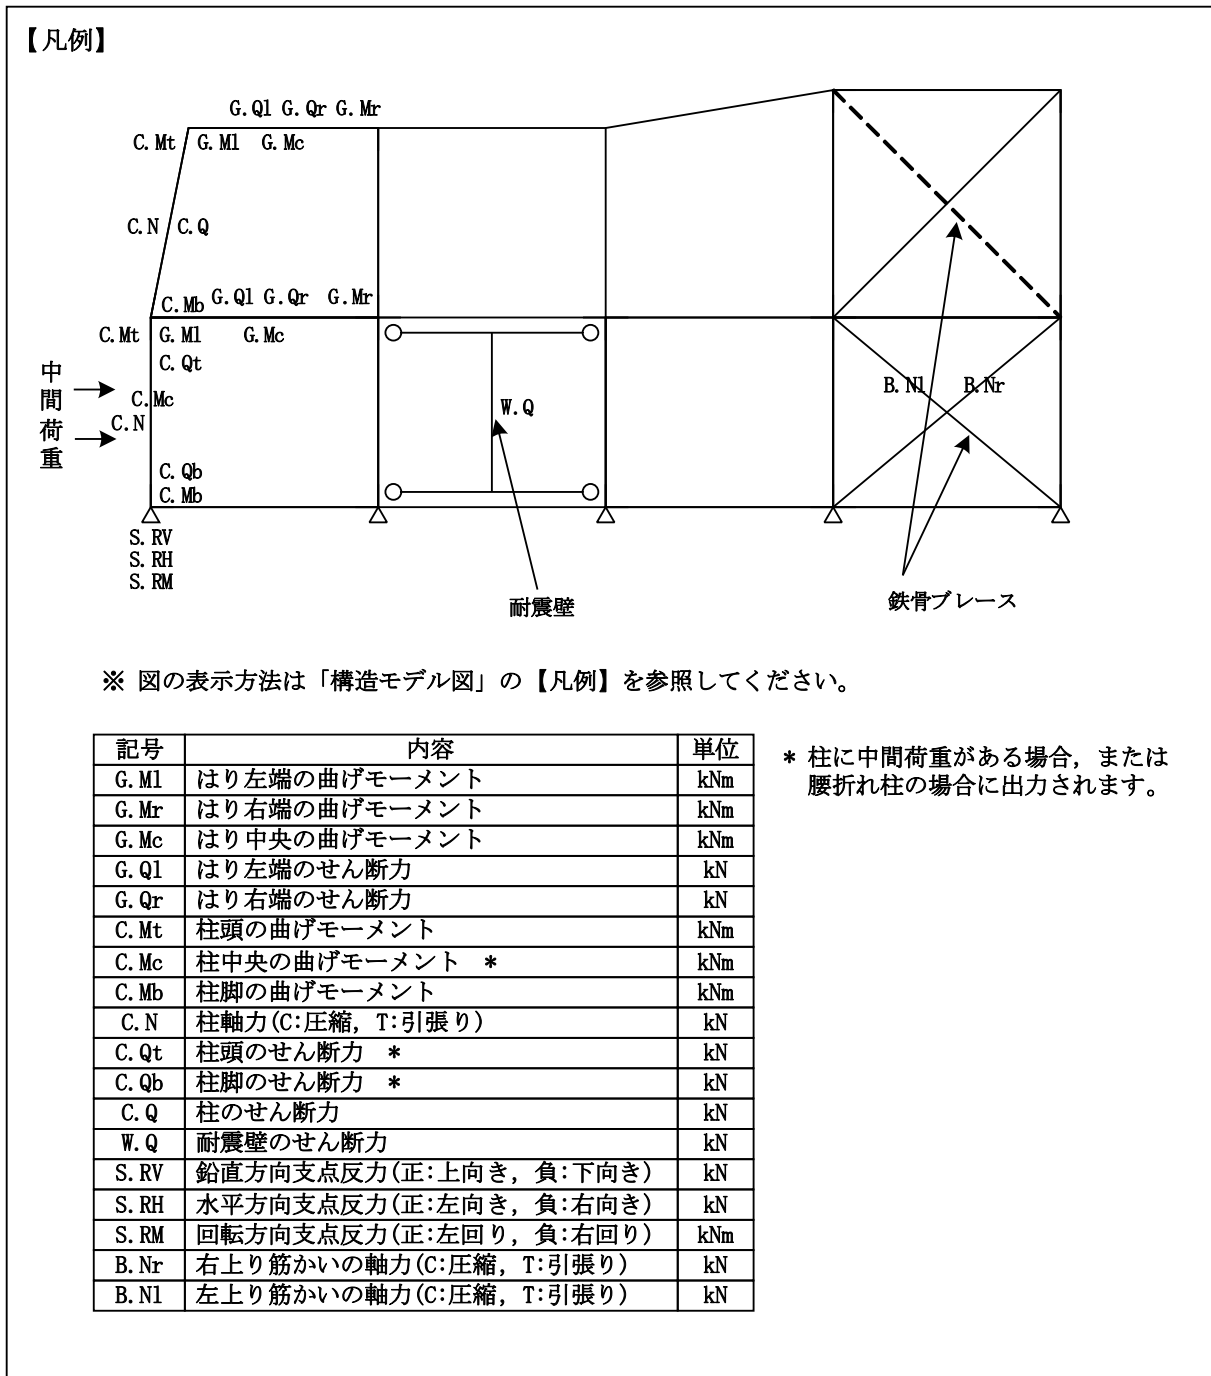 【凡例】
G.Ql G.Qr G.Mr
C.Mt G.Ml G.Mc
C.N C.Q
C.Mb G.Ql G.Qr G.Mr
C.Mt G.Ml G.Mc
C.Qt
中間荷重
C.Mc
C.N
W.Q
B.Nl B.Nr
C.Qb
C.Mb
S.RV
S.RH
S.RM
耐震壁
鉄骨ブレース
※ 図の表示方法は「構造モデル図」の【凡例】を参照してください。
記号 内容 単位
G.Ml はり左端の曲げモーメント kNm
G.Mr はり右端の曲げモーメント kNm
G.Mc はり中央の曲げモーメント kNm
G.Ql はり左端のせん断力 kN
G.Qr はり右端のせん断力 kN
C.Mt 柱頭の曲げモーメント kNm
C.Mc 柱中央の曲げモーメント * kNm
C.Mb 柱脚の曲げモーメント kNm
C.N 柱軸力(C:圧縮, T:引張り) kN
C.Qt 柱頭のせん断力 * kN
C.Qb 柱脚のせん断力 * kN
C.Q 柱のせん断力 kN
W.Q 耐震壁のせん断力 kN
S.RV 鉛直方向支点反力(正:上向き, 負:下向き) kN
S.RH 水平方向支点反力(正:左向き, 負:右向き) kN
S.RM 回転方向支点反力(正:左回り, 負:右回り) kNm
B.Nr 右上り筋かいの軸力(C:圧縮, T:引張り) kN
B.Nl 左上り筋かいの軸力(C:圧縮, T:引張り) kN
* 柱に中間荷重がある場合, または
腰折れ柱の場合に出力されます。